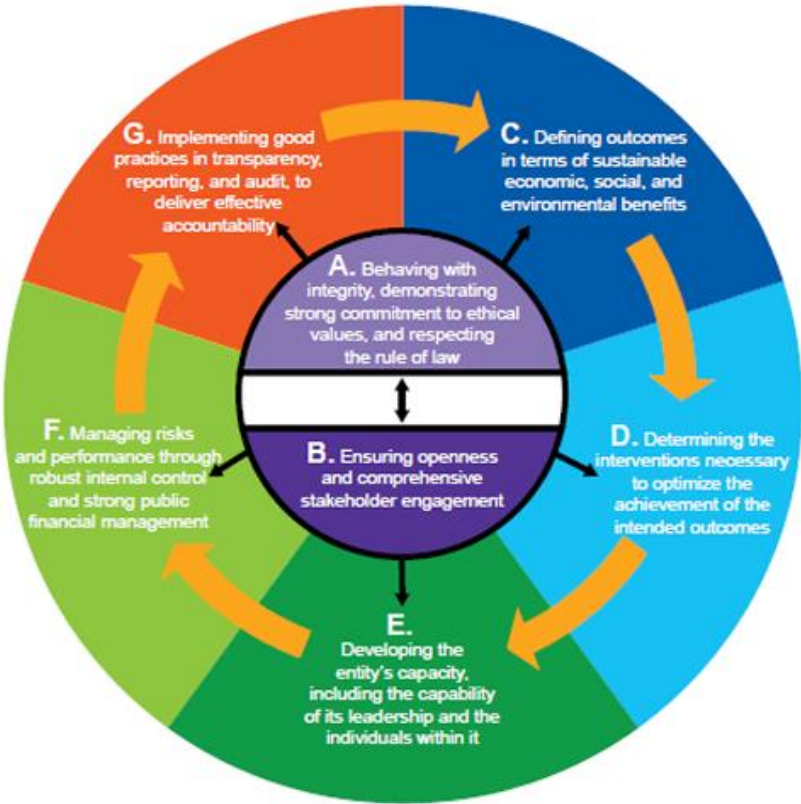 G. Implementing good
practices in transparency,
reporting, and audit, to
deliver effective
accountability
C. Defining outcomes
in terms of sustainable
economic, social, and
environmental benefits
A. Behaving with
integrity, demonstrating
strong commitment to ethical
values, and respecting
the rule of law
F. Managing risks
and performance through
robust internal control
and strong public
financial management
B. Ensuring openness
and comprehensive
stakeholder engagement
D. Determining the
interventions necessary
to optimize the
achievement of the
intended outcomes
E.
Developing the
entity's capacity,
including the capability
of its leadership and the
individuals within it